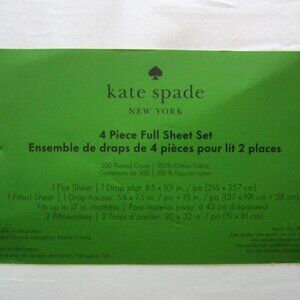 kate spade
NEW YORK
4 Piece Full Sheet Set
Ensemble de draps de 4 pièces pour lit 2 places
300 Thread Count | 100% Cotton
300 | 100 % coton
1 Flat Sheet | 1 Drap plat: 85 x 101 in. / po (216 x 257 cm)
1 Fitted Sheet | 1 Drap-housse: 54 x 75 in. / po + 15 in. / po (137 x 191 cm + 38 cm)
Fits up to 17 in. mattress | Pour matelas jusqu'à 43 cm d'épaisseur
2 Pillowcases | 2 Taies d'oreiller: 20 x 32 in. / po (51 x 81 cm)